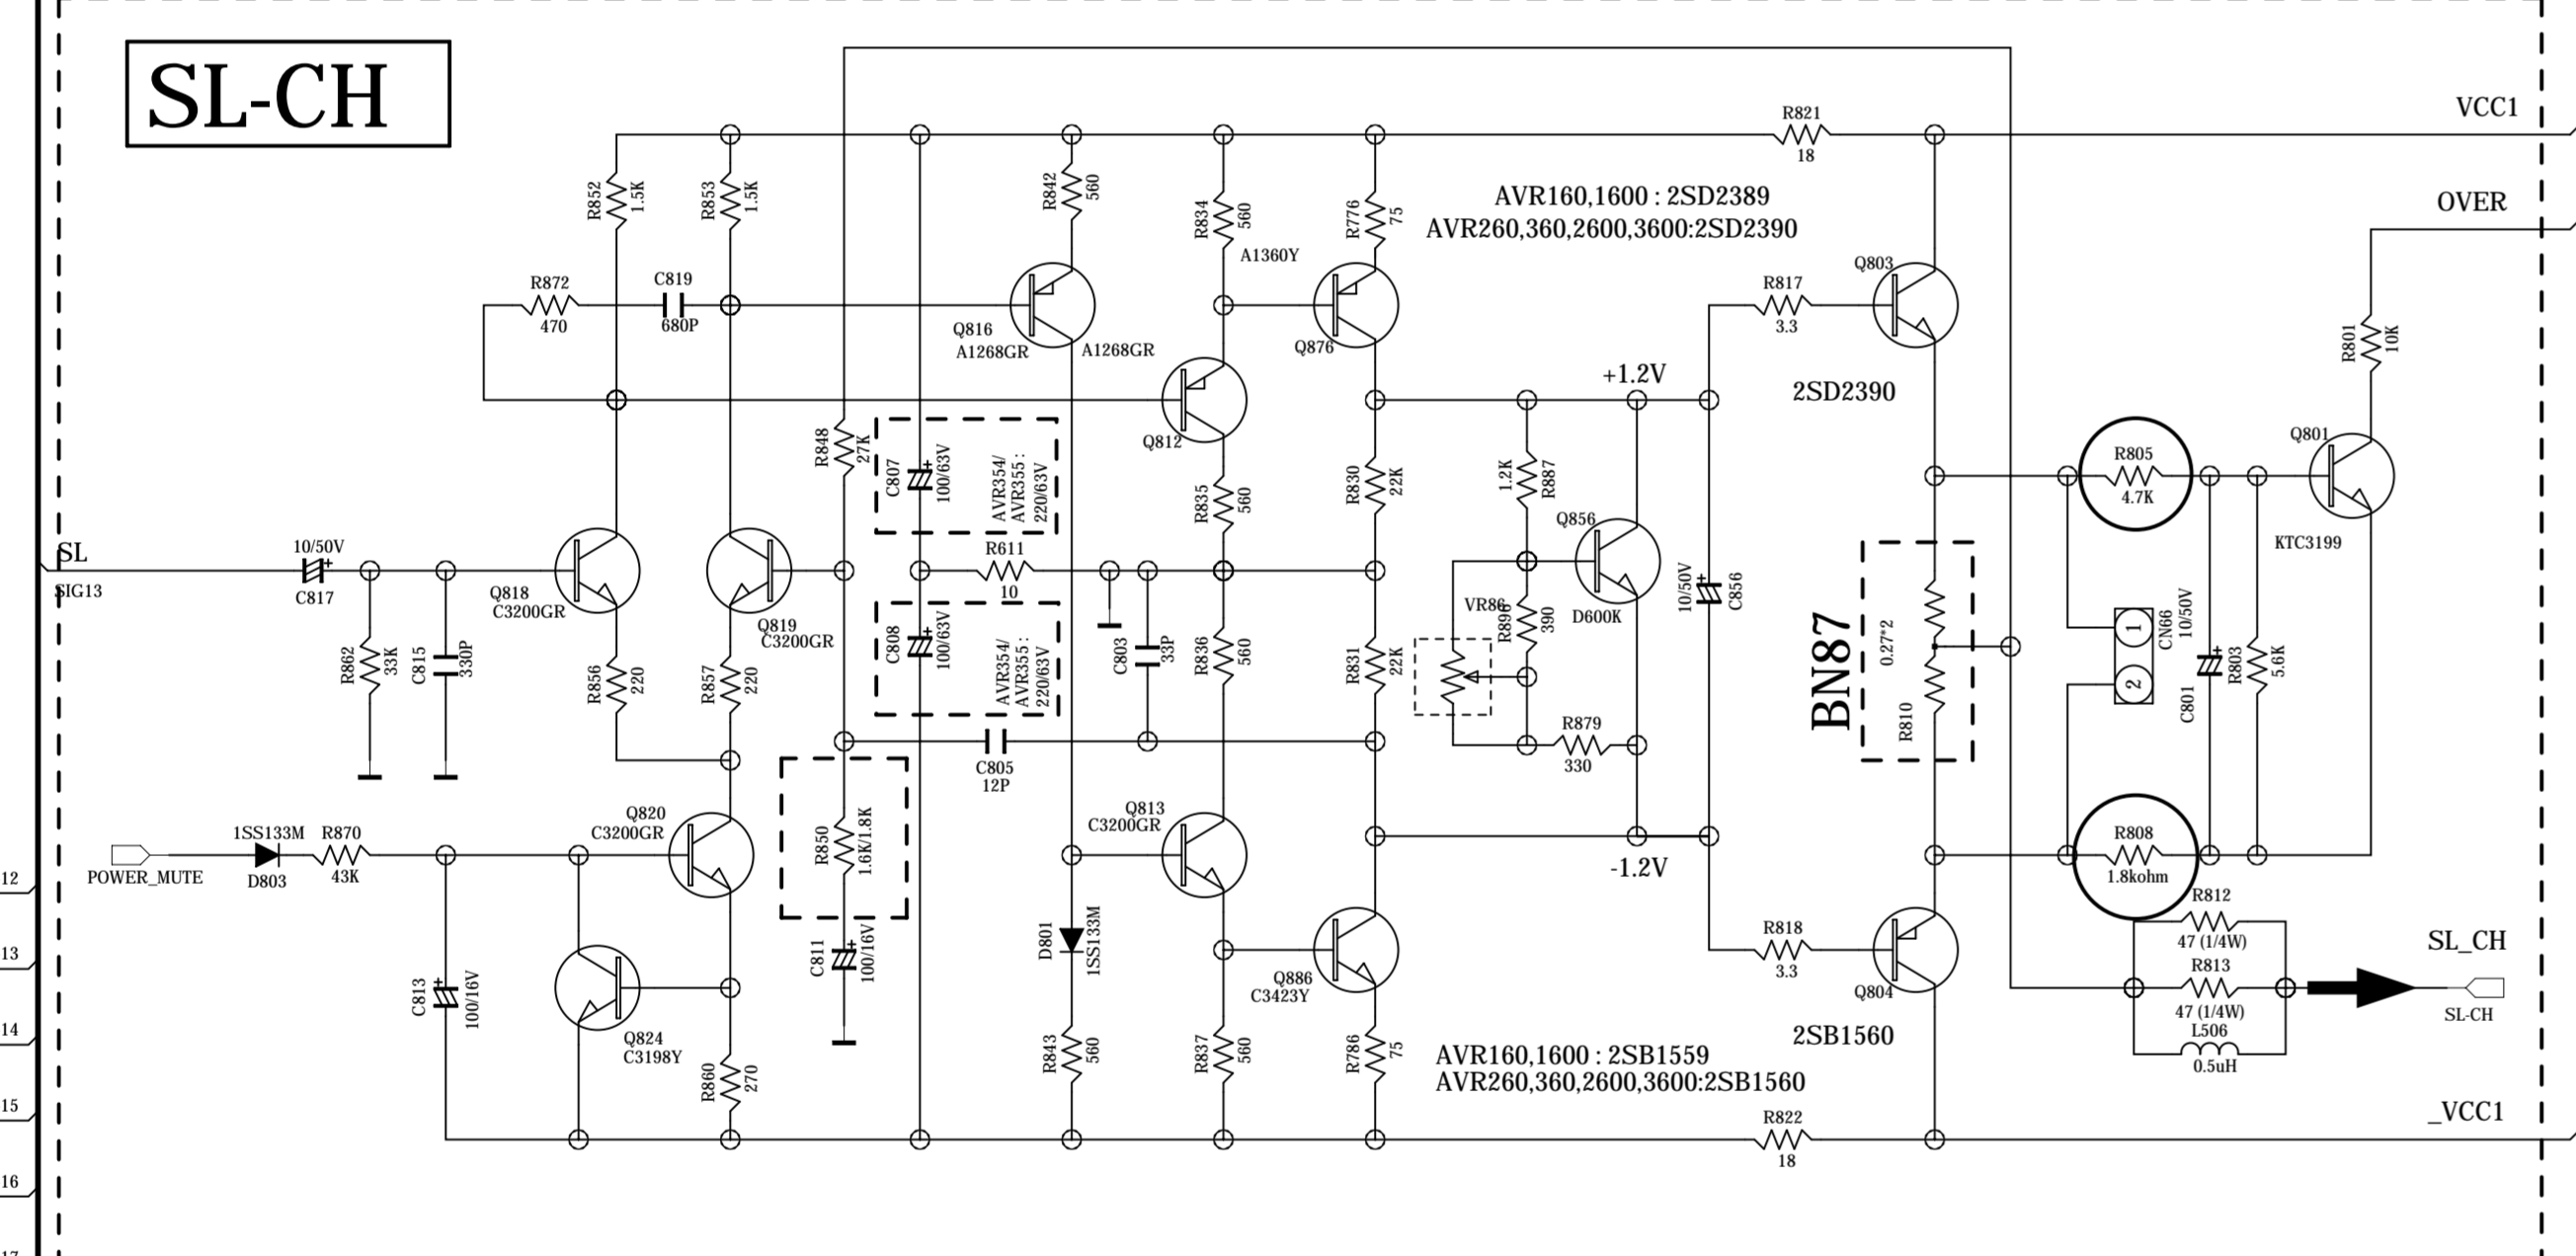 SL-CH
VCC1
OVER
R821
18
R852
1.5K
R853
1.5K
R842
560
R834
560
R776
75
AVR160,1600 : 2SD2389
AVR260,360,2600,3600:2SD2390
A1360Y
R872
470
C819
680P
Q816
A1268GR
A1268GR
Q876
Q812
R817
3.3
Q803
2SD2390
+1.2V
R801
10K
Q801
KTC3199
R805
4.7K
R848
27K
C807
100/63V
AVR354/
AVR355 :
220/63V
R835
560
R830
22K
1.2K
R887
Q856
D600K
SL
SIG13
10/50V
C817
Q818
C3200GR
Q819
C3200GR
R611
10
R862
33K
C815
330P
R856
220
R857
220
C808
100/63V
AVR354/
AVR355 :
220/63V
C803
33P
R836
560
R831
22K
VR86
R896
390
R879
330
10/50V
C856
BN87
0.27*2
R810
CN66
1
2
10/50V
C801
R803
5.6K
C805
12P
POWER_MUTE
1SS133M
D803
R870
43K
Q820
C3200GR
R850
1.6K/1.8K
C811
100/16V
Q813
C3200GR
D801
1SS133M
Q886
C3423Y
-1.2V
R818
3.3
Q804
2SB1560
R808
1.8kohm
R812
47 (1/4W)
R813
47 (1/4W)
L506
0.5uH
SL_CH
SL-CH
C813
100/16V
Q824
C3198Y
R860
270
R843
560
R837
560
R786
75
AVR160,1600 : 2SB1559
AVR260,360,2600,3600:2SB1560
R822
18
_VCC1
12
13
14
15
16